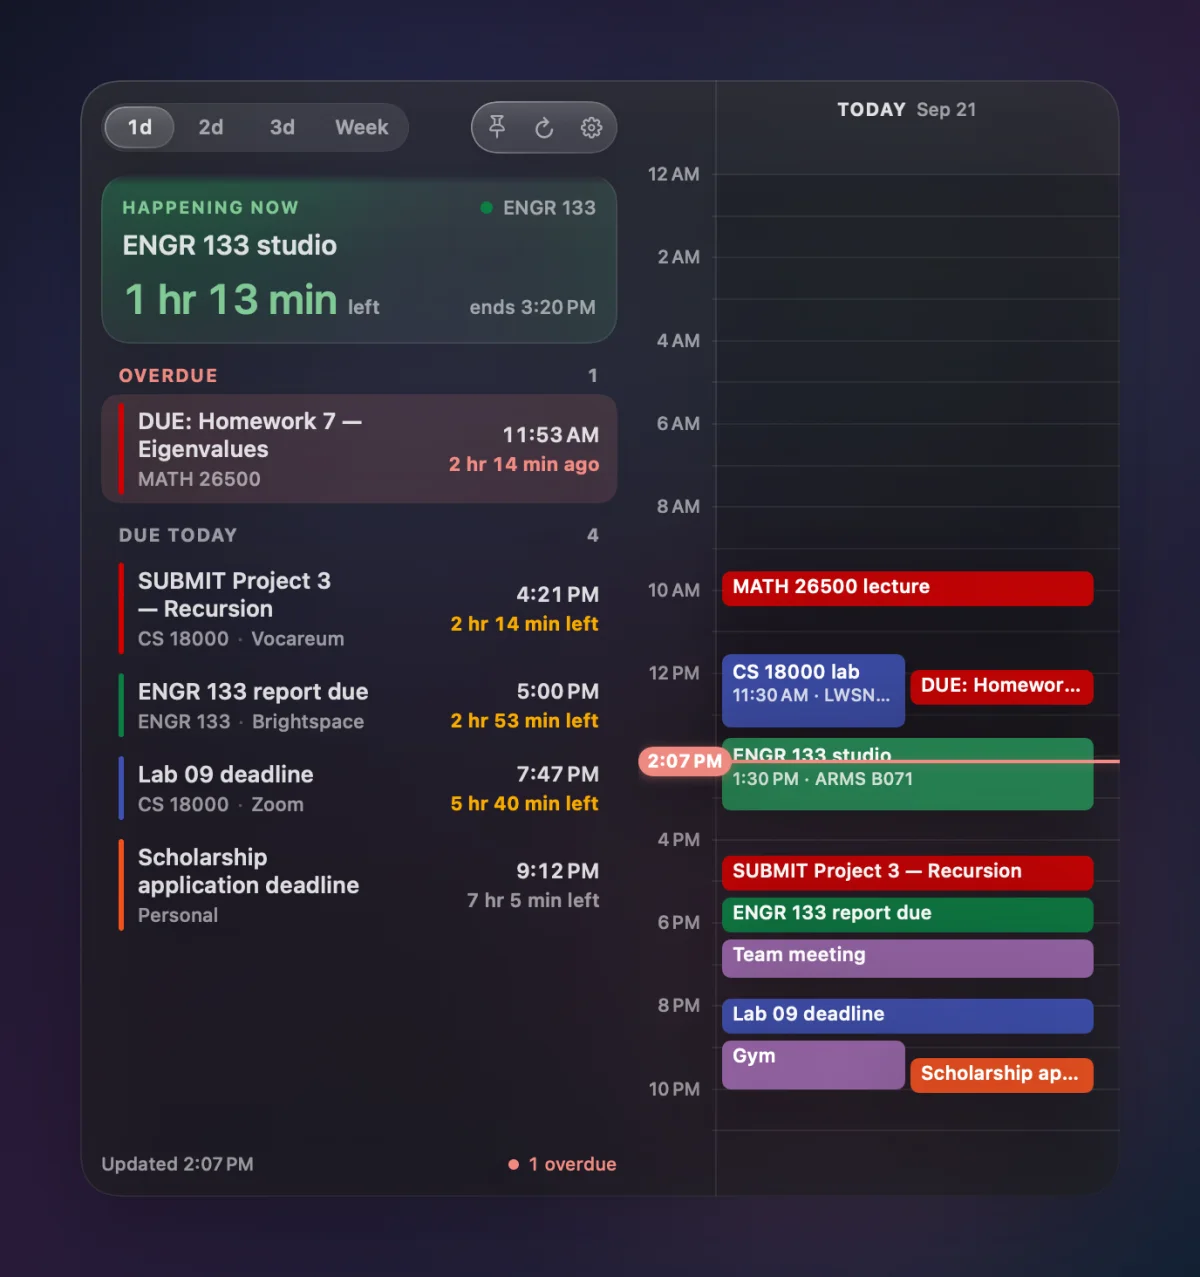 1d 2d 3d Week
HAPPENING NOW ENGR 133
ENGR 133 studio
1 hr 13 min left ends 3:20 PM
OVERDUE 1
DUE: Homework 7 —
Eigenvalues
MATH 26500
11:53 AM
2 hr 14 min ago
DUE TODAY 4
SUBMIT Project 3
— Recursion
CS 18000 · Vocareum
4:21 PM
2 hr 14 min left
ENGR 133 report due
ENGR 133 · Brightspace
5:00 PM
2 hr 53 min left
Lab 09 deadline
CS 18000 · Zoom
7:47 PM
5 hr 40 min left
Scholarship
application deadline
Personal
9:12 PM
7 hr 5 min left
Updated 2:07 PM
1 overdue
TODAY Sep 21
12 AM
2 AM
4 AM
6 AM
8 AM
10 AM
MATH 26500 lecture
12 PM
CS 18000 lab
11:30 AM · LWSN...
DUE: Homewor...
2:07 PM
ENGR 133 studio
1:30 PM · ARMS B071
4 PM
SUBMIT Project 3 — Recursion
ENGR 133 report due
6 PM
Team meeting
8 PM
Lab 09 deadline
Gym
Scholarship ap...
10 PM